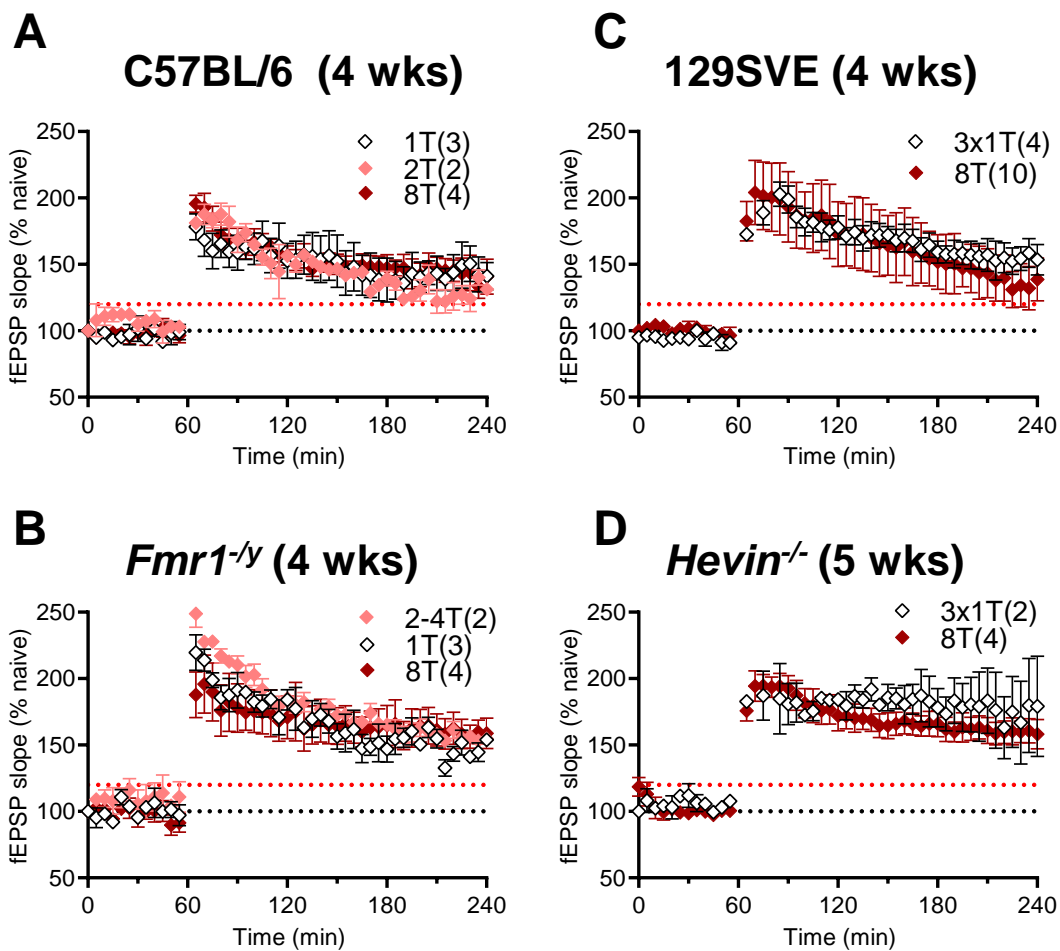 A
C57BL/6 (4 wks)
1T(3)
2T(2)
8T(4)
fEPSP slope (% naive)
250
200
150
100
50
0
60
120
180
240
Time (min)
C
129SVE (4 wks)
3x1T(4)
8T(10)
fEPSP slope (% naive)
250
200
150
100
50
0
60
120
180
240
Time (min)
B
Fmr1-/y (4 wks)
2-4T(2)
1T(3)
8T(4)
fEPSP slope (% naive)
250
200
150
100
50
0
60
120
180
240
Time (min)
D
Hevin-/- (5 wks)
3x1T(2)
8T(4)
fEPSP slope (% naive)
250
200
150
100
50
0
60
120
180
240
Time (min)